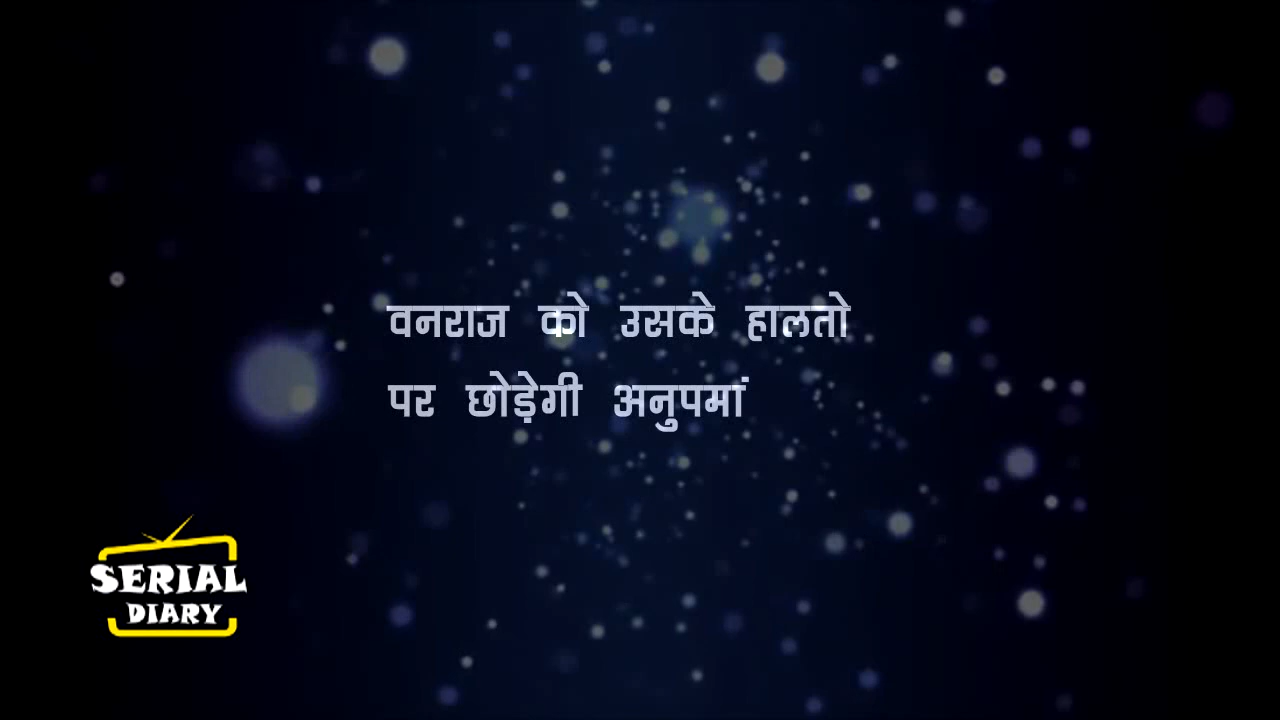 वनराज को उसके हालतो
पर छोड़ेगी अनुपमां
SERIAL
DIARY